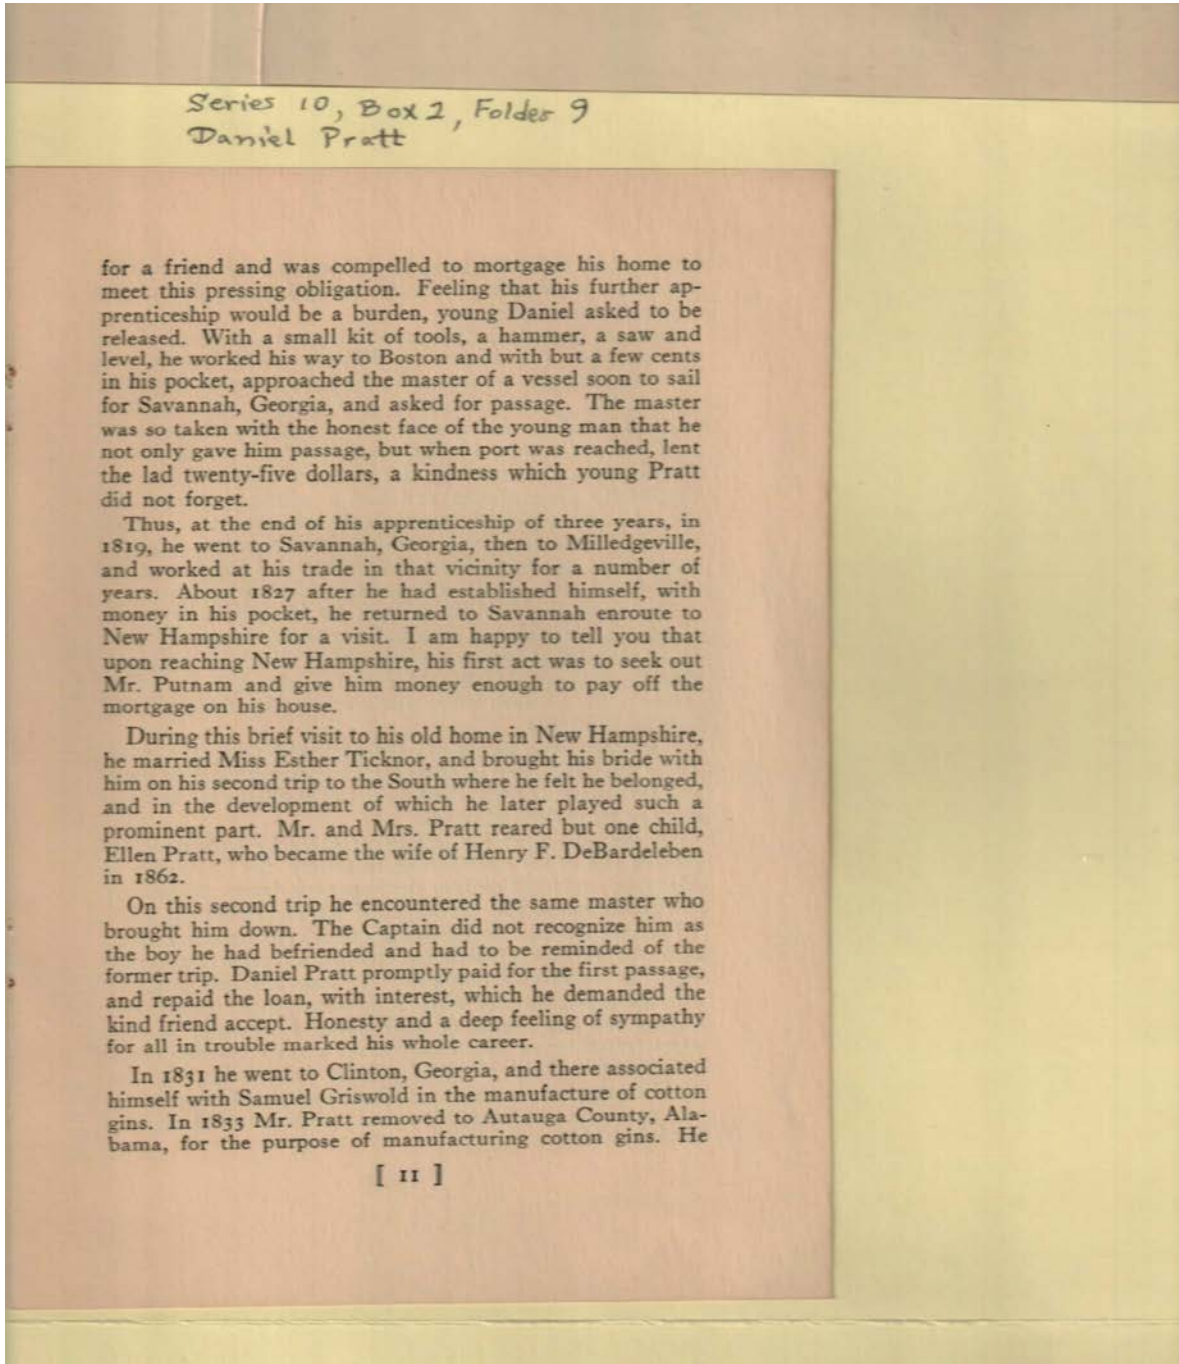 Series 10, Box 2, Folder 9
Daniel Pratt
for a friend and was compelled to mortgage his home to
meet this pressing obligation. Feeling that his further ap-
prenticeship would be a burden, young Daniel asked to be
released. With a small kit of tools, a hammer, a saw and
level, he worked his way to Boston and with but a few cents
in his pocket, approached the master of a vessel soon to sail
for Savannah, Georgia, and asked for passage. The master
was so taken with the honest face of the young man that he
not only gave him passage, but when port was reached, lent
the lad twenty-five dollars, a kindness which young Pratt
did not forget.
Thus, at the end of his apprenticeship of three years, in
1819, he went to Savannah, Georgia, then to Milledgeville,
and worked at his trade in that vicinity for a number of
years. About 1827 after he had established himself, with
money in his pocket, he returned to Savannah enroute to
New Hampshire for a visit. I am happy to tell you that
upon reaching New Hampshire, his first act was to seek out
Mr. Putnam and give him money enough to pay off the
mortgage on his house.
During this brief visit to his old home in New Hampshire,
he married Miss Esther Ticknor, and brought his bride with
him on his second trip to the South where he felt he belonged,
and in the development of which he later played such a
prominent part. Mr. and Mrs. Pratt reared but one child,
Ellen Pratt, who became the wife of Henry F. DeBardeleben
in 1862.
On this second trip he encountered the same master who
brought him down. The Captain did not recognize him as
the boy he had befriended and had to be reminded of the
former trip. Daniel Pratt promptly paid for the first passage,
and repaid the loan, with interest, which he demanded the
kind friend accept. Honesty and a deep feeling of sympathy
for all in trouble marked his whole career.
In 1831 he went to Clinton, Georgia, and there associated
himself with Samuel Griswold in the manufacture of cotton
gins. In 1833 Mr. Pratt removed to Autauga County, Ala-
bama, for the purpose of manufacturing cotton gins. He
[ 11 ]